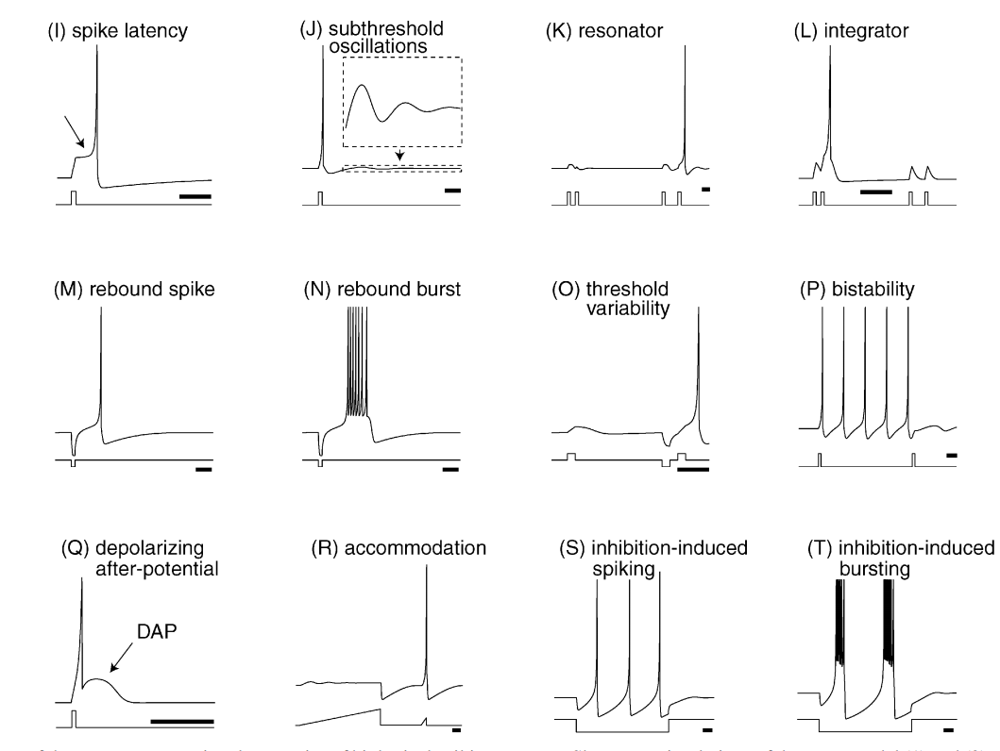 (I) spike latency
(J) subthreshold
oscillations
(K) resonator
(L) integrator
(M) rebound spike
(N) rebound burst
(O) threshold
variability
(P) bistability
(Q) depolarizing
after-potential
DAP
(R) accommodation
(S) inhibition-induced
spiking
(T) inhibition-induced
bursting